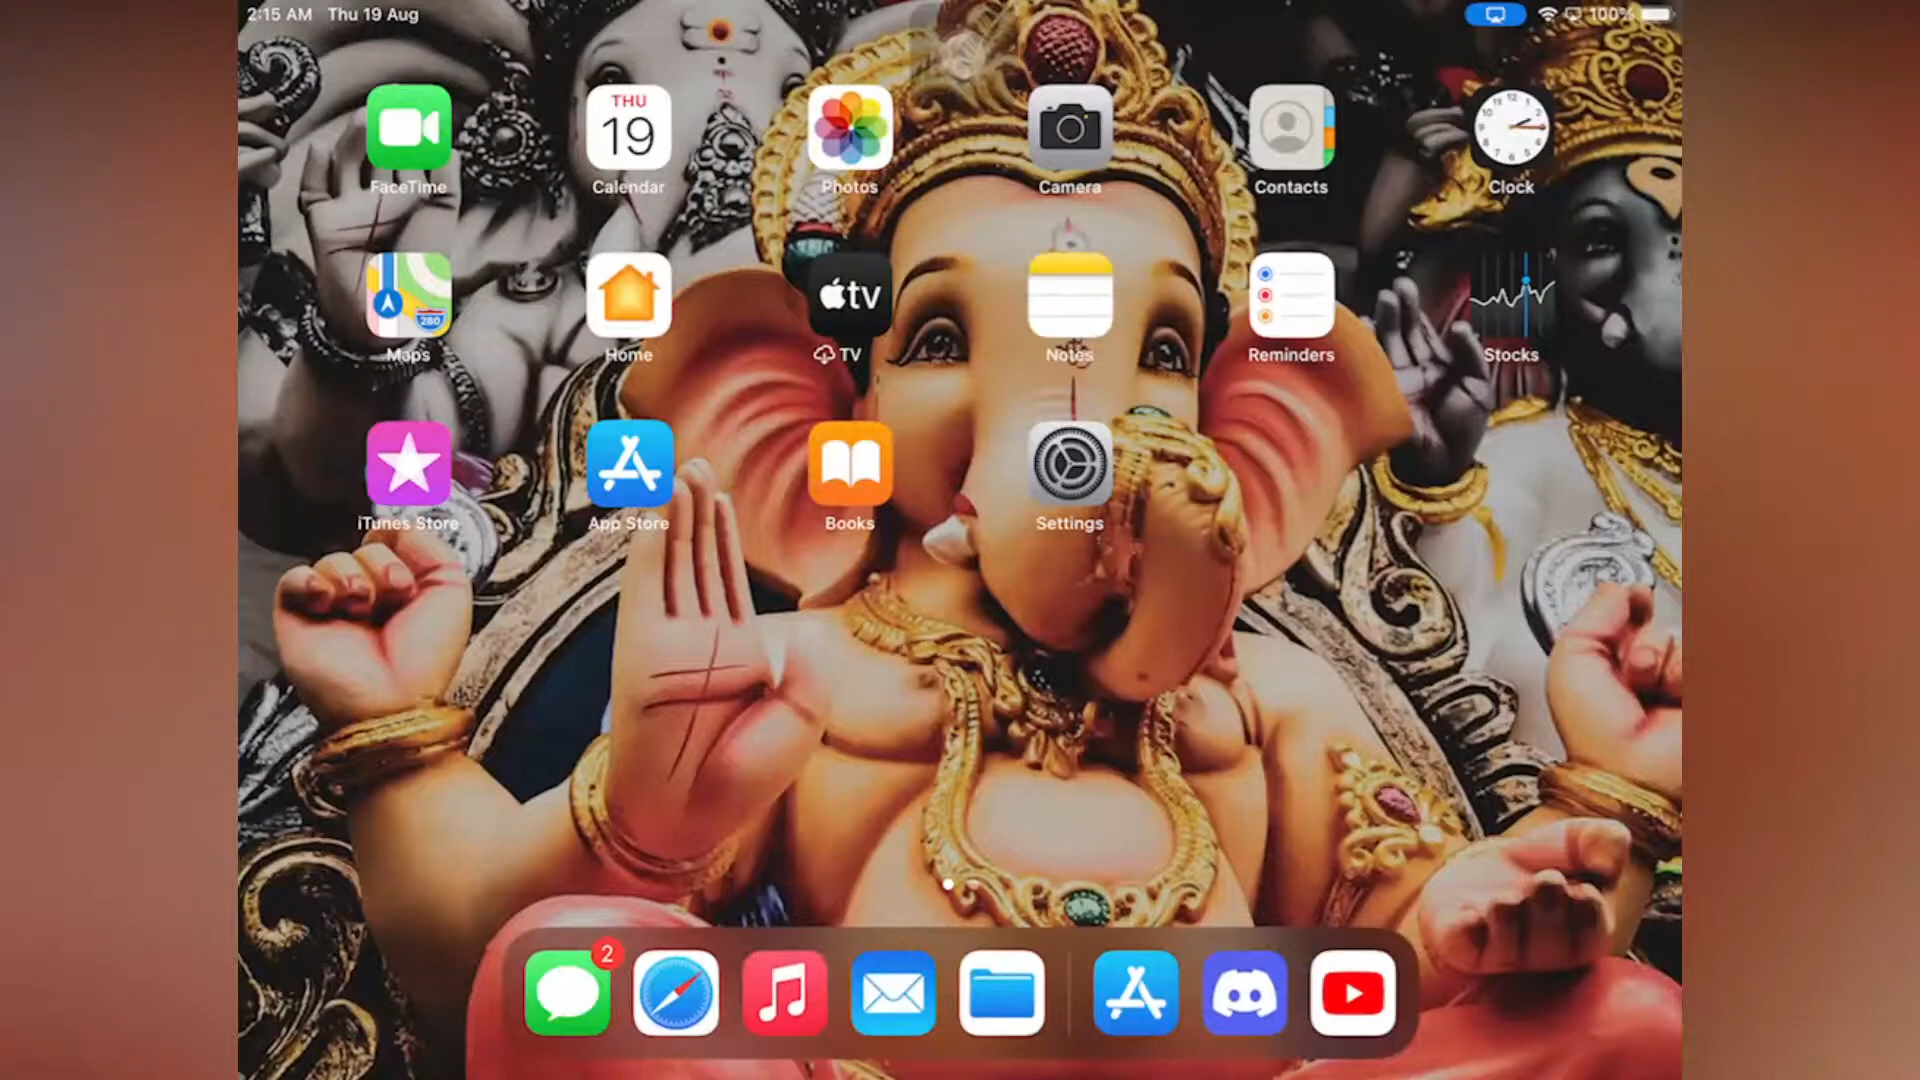 2:15 AM Thu 19 Aug 100%
THU
19
FaceTime Calendar Photos Camera Contacts Clock
280
tv
Maps Home TV Notes Reminders Stocks
iTunes Store App Store Books Settings
2